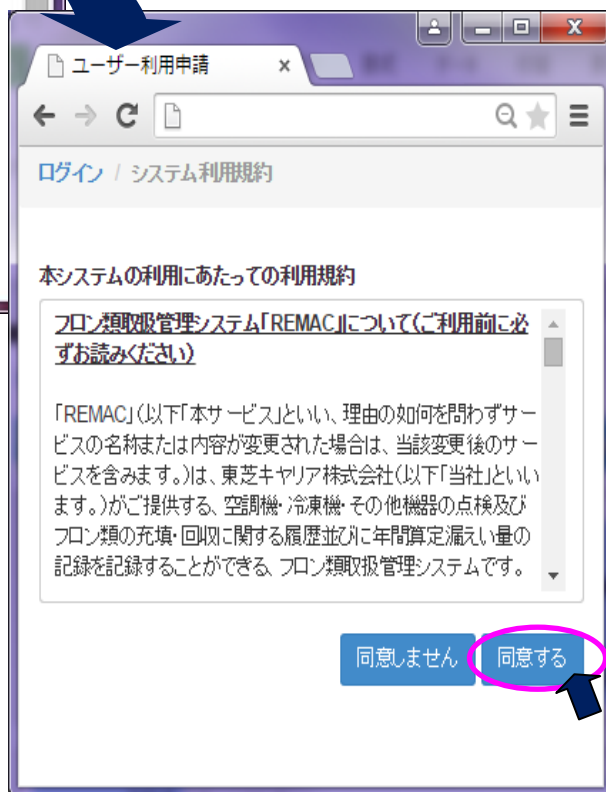 ユーザー利用申請
ログイン / システム利用規約
本システムの利用にあたっての利用規約
フロン類取扱管理システム「REMAC」について（ご利用前に必
ずお読みください）
「REMAC」（以下「本サービス」といい、理由の如何を問わずサー
ビスの名称または内容が変更された場合は、当該変更後のサー
ビスを含みます。）は、東芝キヤリア株式会社（以下「当社」といい
ます。）がご提供する、空調機・冷凍機・その他機器の点検及び
フロン類の充填・回収に関する履歴並びに年間算定漏えい量の
記録を記録することができる、フロン類取扱管理システムです。
同意しません 同意する